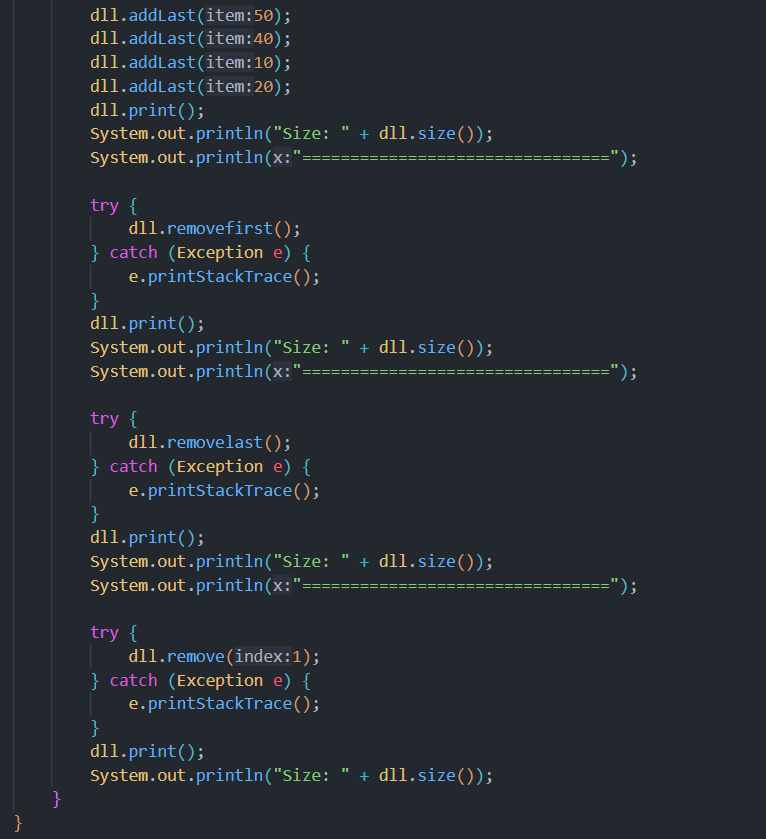 dll.addLast(item:50);
dll.addLast(item:40);
dll.addLast(item:10);
dll.addLast(item:20);
dll.print();
System.out.println("Size: " + dll.size());
System.out.println(x:"================================");
try {
dll.removefirst();
} catch (Exception e) {
e.printStackTrace();
}
dll.print();
System.out.println("Size: " + dll.size());
System.out.println(x:"================================");
try {
dll.removelast();
} catch (Exception e) {
e.printStackTrace();
}
dll.print();
System.out.println("Size: " + dll.size());
System.out.println(x:"================================");
try {
dll.remove(index:1);
} catch (Exception e) {
e.printStackTrace();
}
dll.print();
System.out.println("Size: " + dll.size());
}
}